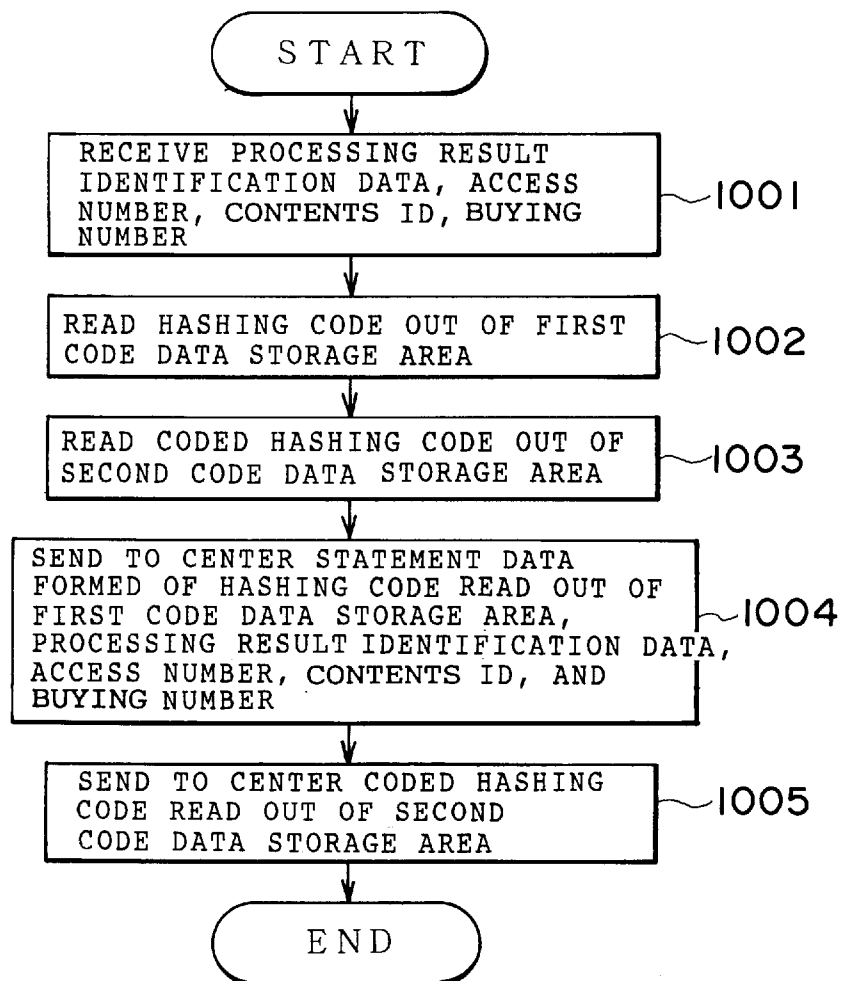 START
RECEIVE PROCESSING RESULT
IDENTIFICATION DATA, ACCESS
NUMBER, CONTENTS ID, BUYING
NUMBER
1001
READ HASHING CODE OUT OF FIRST
CODE DATA STORAGE AREA
1002
READ CODED HASHING CODE OUT OF
SECOND CODE DATA STORAGE AREA
1003
SEND TO CENTER STATEMENT DATA
FORMED OF HASHING CODE READ OUT OF
FIRST CODE DATA STORAGE AREA,
PROCESSING RESULT IDENTIFICATION DATA,
ACCESS NUMBER, CONTENTS ID, AND
BUYING NUMBER
1004
SEND TO CENTER CODED HASHING
CODE READ OUT OF SECOND
CODE DATA STORAGE AREA
1005
END